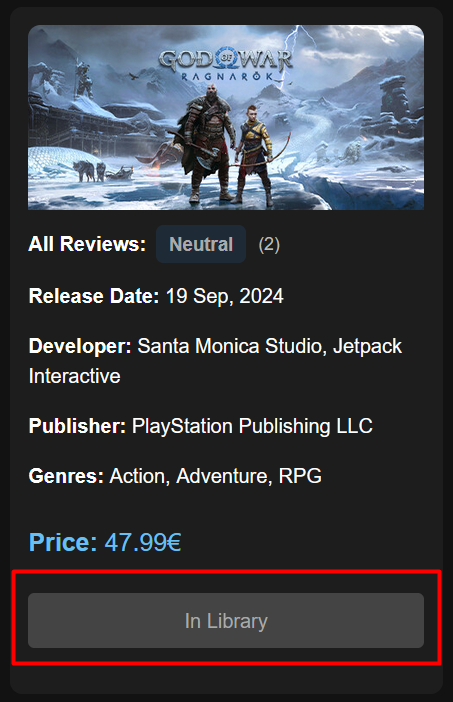 GOD OF WAR
RAGNARÖK
All Reviews: Neutral (2)
Release Date: 19 Sep, 2024
Developer: Santa Monica Studio, Jetpack
Interactive
Publisher: PlayStation Publishing LLC
Genres: Action, Adventure, RPG
Price: 47.99€
In Library